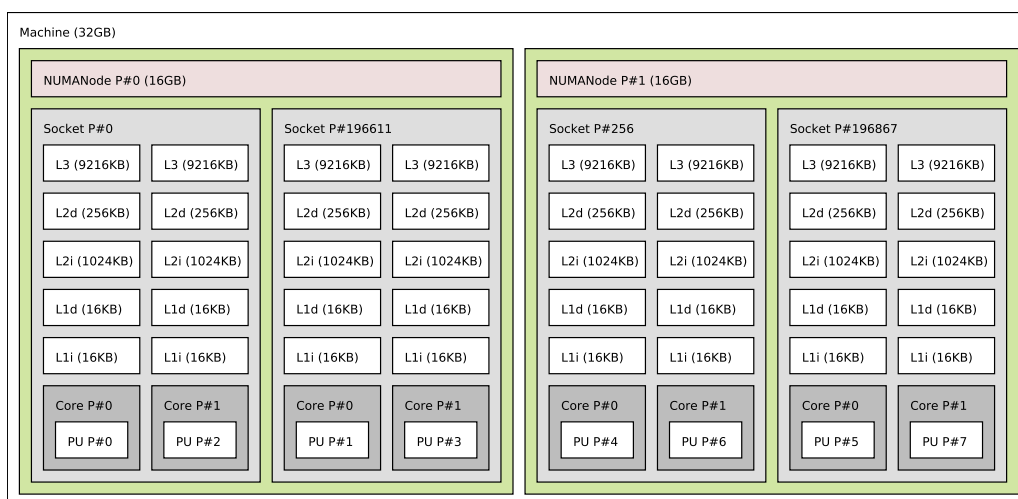 Machine (32GB)
NUMANode P#0 (16GB) NUMANode P#1 (16GB)
Socket P#0 Socket P#196611 Socket P#256 Socket P#196867
L3 (9216KB) L3 (9216KB) L3 (9216KB) L3 (9216KB) L3 (9216KB) L3 (9216KB) L3 (9216KB) L3 (9216KB)
L2d (256KB) L2d (256KB) L2d (256KB) L2d (256KB) L2d (256KB) L2d (256KB) L2d (256KB) L2d (256KB)
L2i (1024KB) L2i (1024KB) L2i (1024KB) L2i (1024KB) L2i (1024KB) L2i (1024KB) L2i (1024KB) L2i (1024KB)
L1d (16KB) L1d (16KB) L1d (16KB) L1d (16KB) L1d (16KB) L1d (16KB) L1d (16KB) L1d (16KB)
L1i (16KB) L1i (16KB) L1i (16KB) L1i (16KB) L1i (16KB) L1i (16KB) L1i (16KB) L1i (16KB)
Core P#0 Core P#1 Core P#0 Core P#1 Core P#0 Core P#1 Core P#0 Core P#1
PU P#0 PU P#2 PU P#1 PU P#3 PU P#4 PU P#6 PU P#5 PU P#7